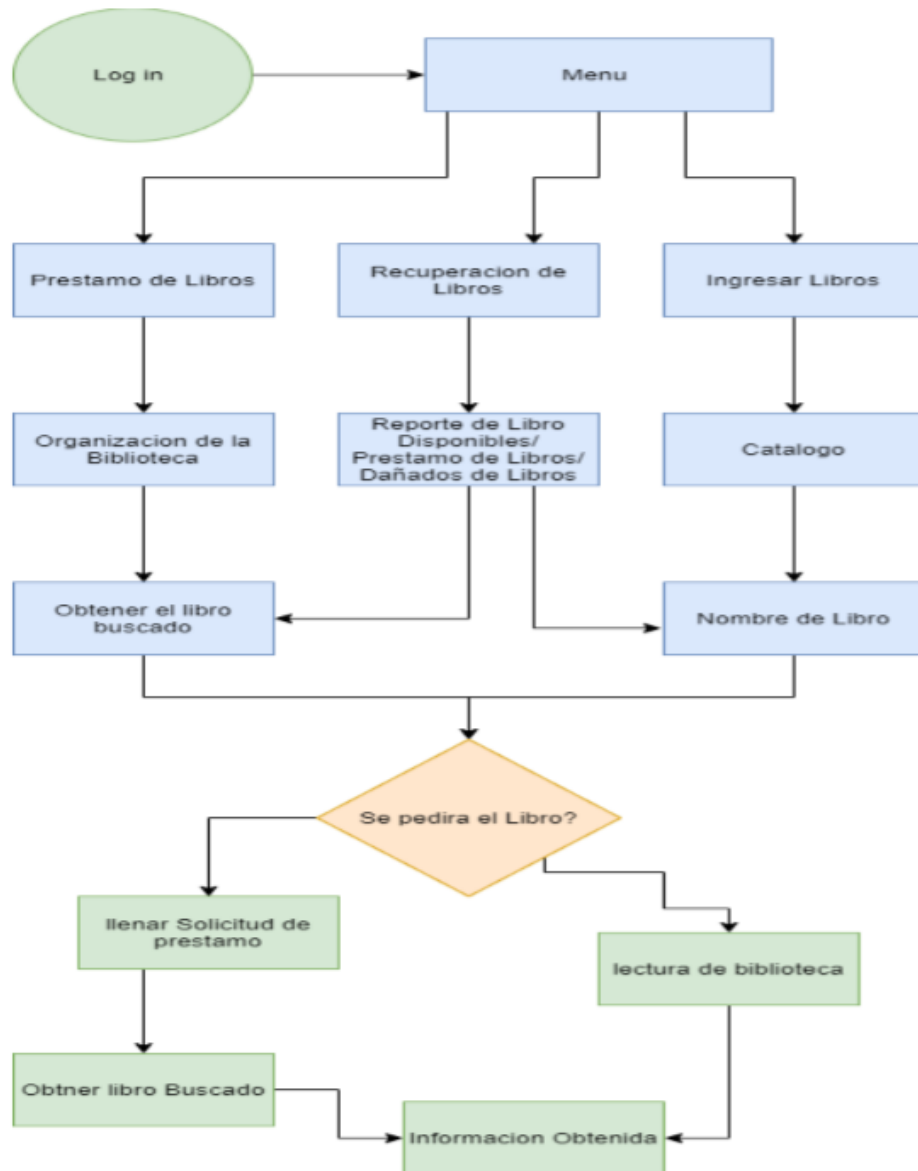 Log in
Menu
Prestamo de Libros
Recuperacion de
Libros
Ingresar Libros
Organizacion de la
Biblioteca
Reporte de Libro
Disponibles/
Prestamo de Libros/
Dañados de Libros
Catalogo
Obtener el libro
buscado
Nombre de Libro
Se pedira el Libro?
llenar Solicitud de
prestamo
lectura de biblioteca
Obtner libro Buscado
Informacion Obtenida